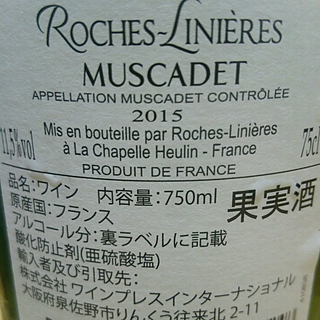 ROCHES-LINIÈRES
MUSCADET
APPELLATION MUSCADET CONTRÔLÉE
2015
11,5%vol
Mis en bouteille par Roches-Linières
75cl
à La Chapelle Heulin - France
PRODUIT DE FRANCE
品名:ワイン 内容量:750ml
原産国:フランス
果実酒
アルコール分:裏ラベルに記載
酸化防止剤(亜硫酸塩)
輸入者及び引取先:
株式会社 ワインプレスインターナショナル
大阪府泉佐野市りんくう往来北 2-11